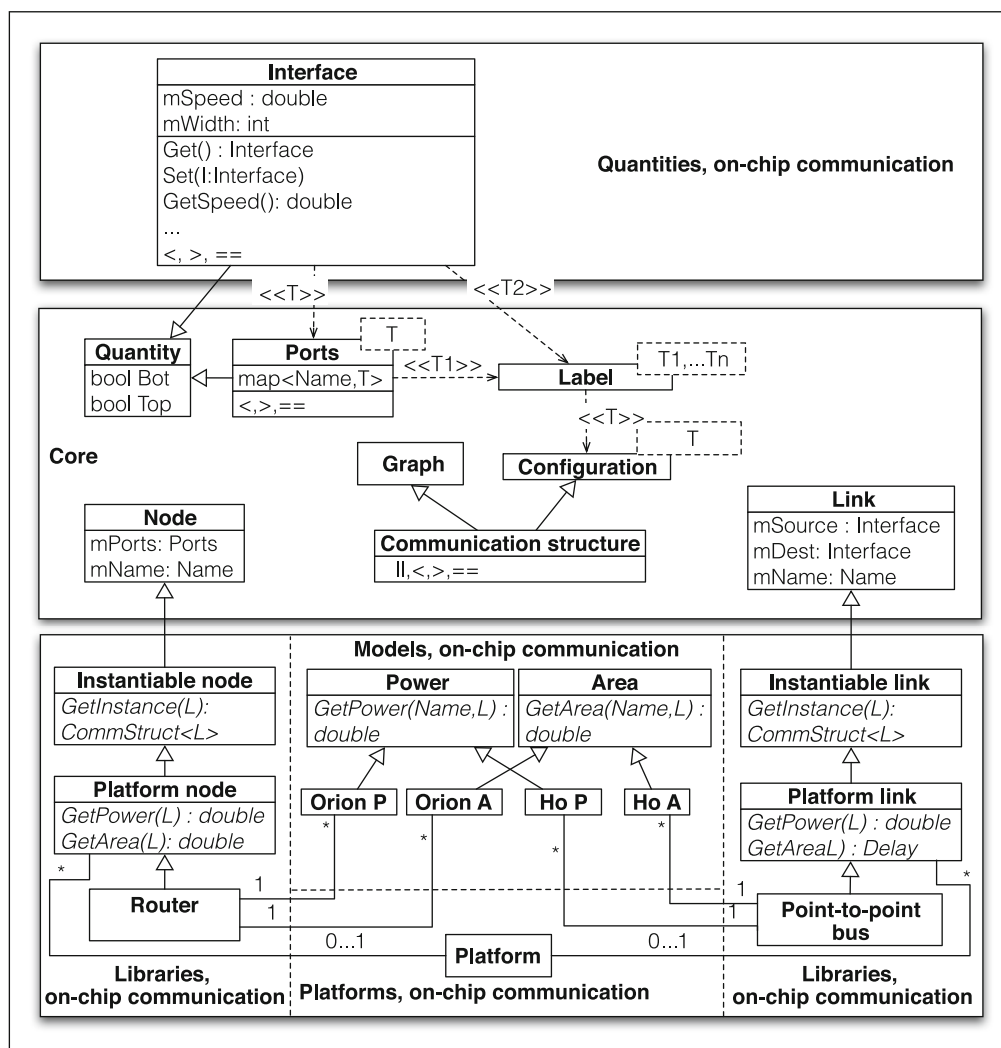 Interface
mSpeed : double
mWidth: int
Get() : Interface
Set(I:Interface)
GetSpeed(): double
...
<, >, ==
Quantities, on-chip communication
<<T>>
<<T2>>
Quantity
bool Bot
bool Top
Ports
T
map<Name,T>
<,>,==
<<T1>>
Label
T1,...Tn
<<T>>
T
Configuration
Graph
Core
Communication structure
II,<,>,==
Node
mPorts: Ports
mName: Name
Link
mSource : Interface
mDest: Interface
mName: Name
Models, on-chip communication
Instantiable node
GetInstance(L):
CommStruct<L>
Power
GetPower(Name,L) :
double
Area
GetArea(Name,L) :
double
Instantiable link
GetInstance(L):
CommStruct<L>
Platform node
GetPower(L) : double
GetArea(L): double
Orion P
Orion A
Ho P
Ho A
Platform link
GetPower(L) : double
GetAreaL) : Delay
*
*
*
*
*
*
Router
1
1
1
1
Point-to-point
bus
0...1
0...1
Platform
Libraries,
on-chip communication
Platforms, on-chip communication
Libraries,
on-chip communication